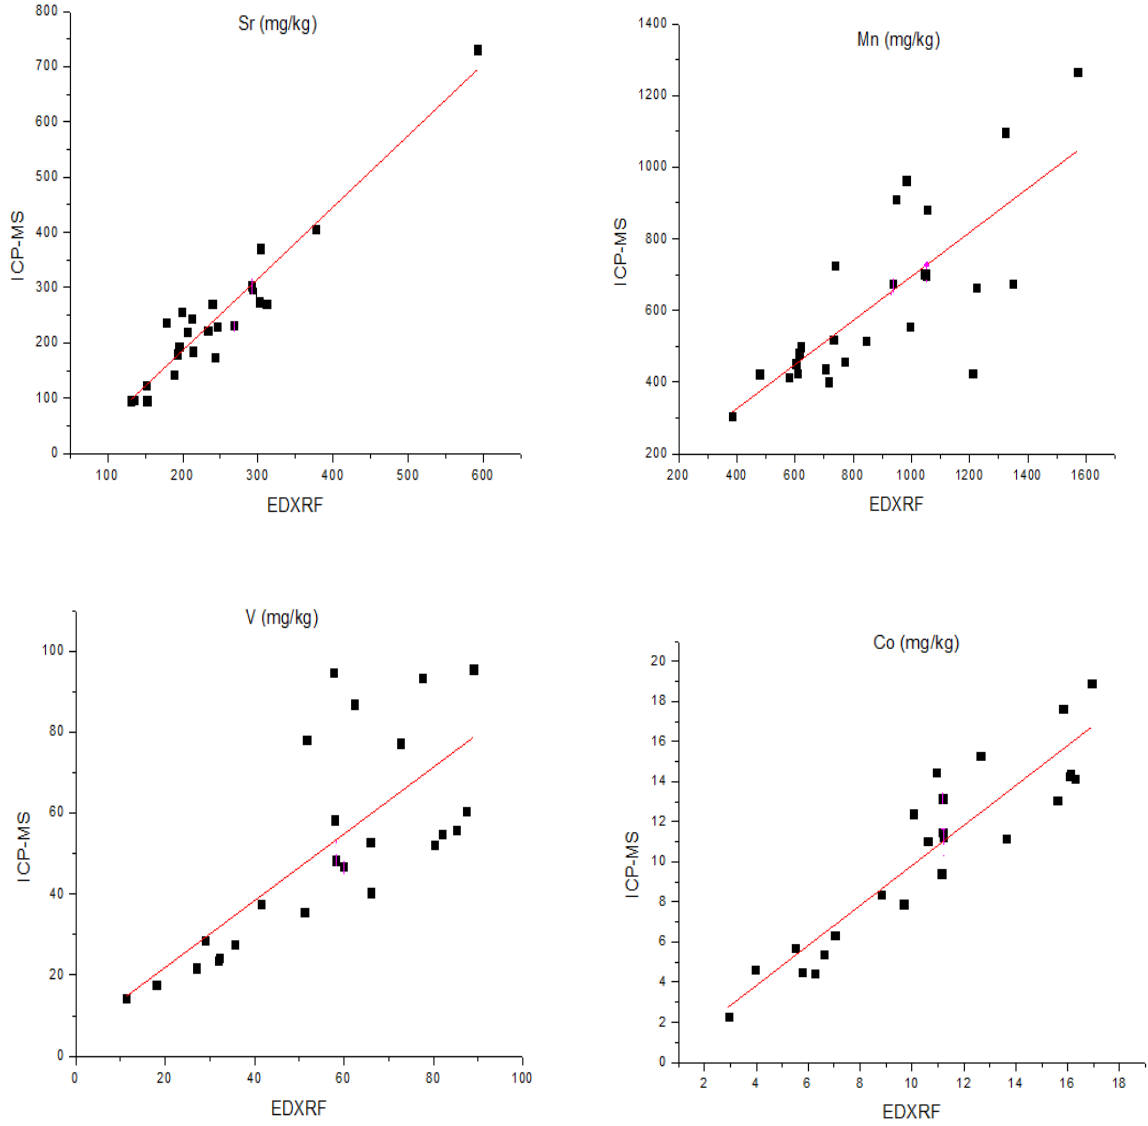 Sr (mg/kg)
800
700
600
500
400
300
200
100
0
ICP-MS
100 200 300 400 500 600
EDXRF
Mn (mg/kg)
1400
1200
1000
800
600
400
200
ICP-MS
200 400 600 800 1000 1200 1400 1600
EDXRF
V (mg/kg)
100
80
60
40
20
0
ICP-MS
0 20 40 60 80 100
EDXRF
Co (mg/kg)
20
18
16
14
12
10
8
6
4
2
0
ICP-MS
2 4 6 8 10 12 14 16 18
EDXRF